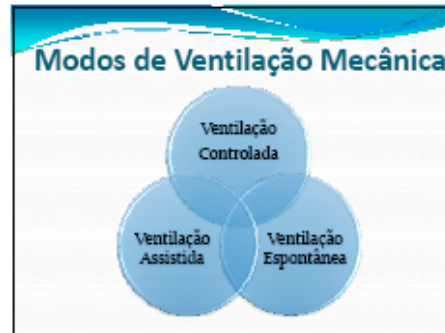 Modos de Ventilação Mecânica
Ventilação
Controlada
Ventilação
Assistida
Ventilação
Espontânea